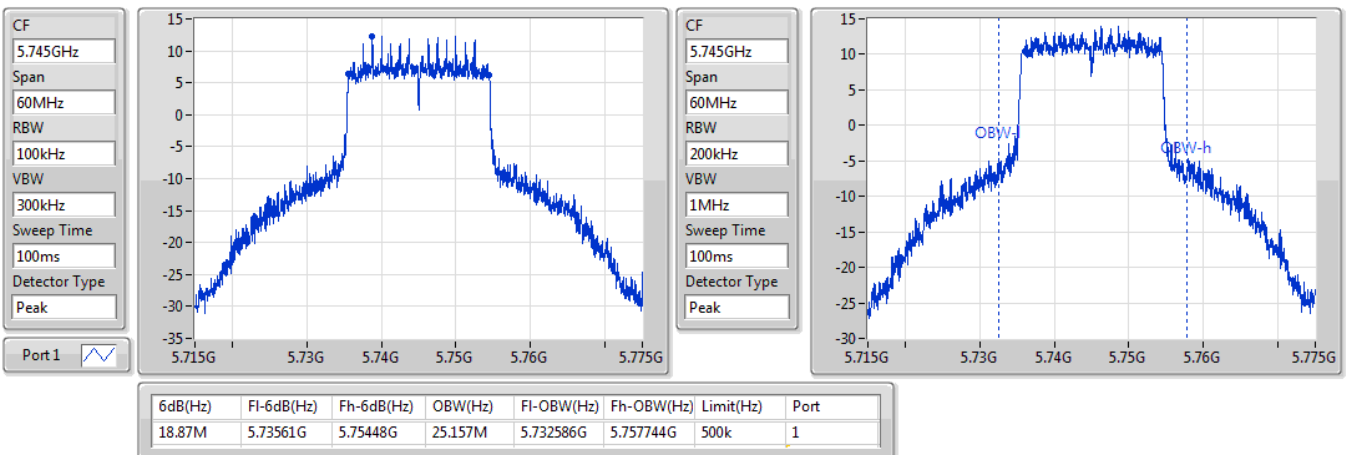 CF
5.745GHz
Span
60MHz
RBW
100kHz
VBW
300kHz
Sweep Time
100ms
Detector Type
Peak
Port 1
15
10
5
0
-5
-10
-15
-20
-25
-30
-35
5.715G 5.73G 5.74G 5.75G 5.76G 5.775G
CF
5.745GHz
Span
60MHz
RBW
200kHz
VBW
1MHz
Sweep Time
100ms
Detector Type
Peak
15
10
5
0
-5
-10
-15
-20
-25
-30
OBW-
OBW-h
5.715G 5.73G 5.74G 5.75G 5.76G 5.775G
6dB(Hz) Fl-6dB(Hz) Fh-6dB(Hz) OBW(Hz) Fl-OBW(Hz) Fh-OBW(Hz) Limit(Hz) Port
18.87M 5.73561G 5.75448G 25.157M 5.732586G 5.757744G 500k 1